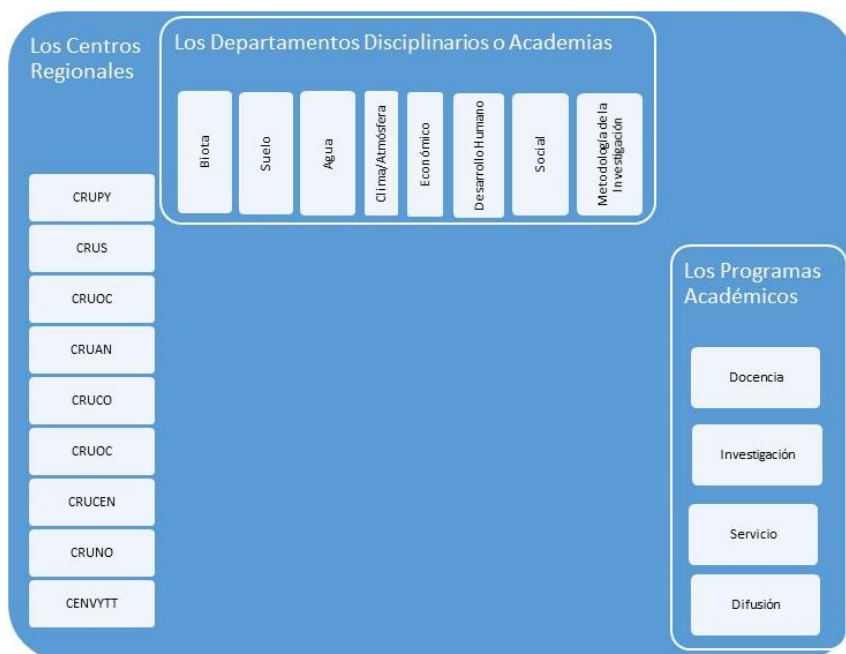 Los Centros
Regionales
CRUPY
CRUS
CRUOC
CRUAN
CRUCO
CRUOC
CRUCEN
CRUNO
CENVYTT
Los Departamentos Disciplinarios o Academias
Biota
Suelo
Agua
Clima/Atmósfera
Económico
Desarrollo Humano
Social
Metodología de la
Investigación
Los Programas
Académicos
Docencia
Investigación
Servicio
Difusión